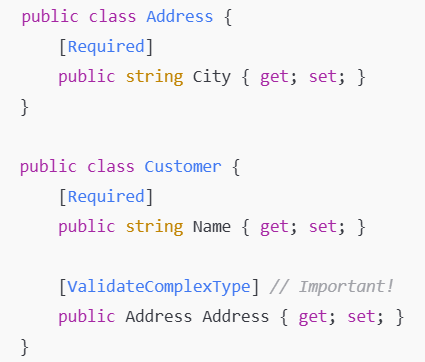 public class Address {
    [Required]
    public string City { get; set; }
}

public class Customer {
    [Required]
    public string Name { get; set; }

    [ValidateComplexType] // Important!
    public Address Address { get; set; }
}